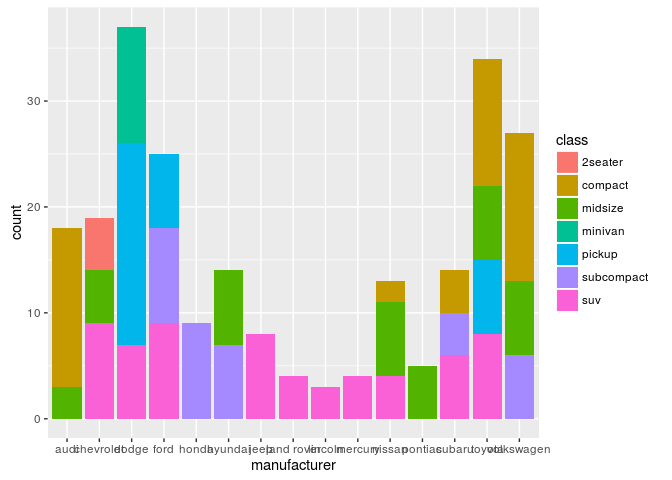 count
30
20
10
0
audi chevrolet dodge ford honda hyundai jeep land rover lincoln mercury nissan pontiac subaru toyota volkswagen
manufacturer
class
2seater
compact
midsize
minivan
pickup
subcompact
suv